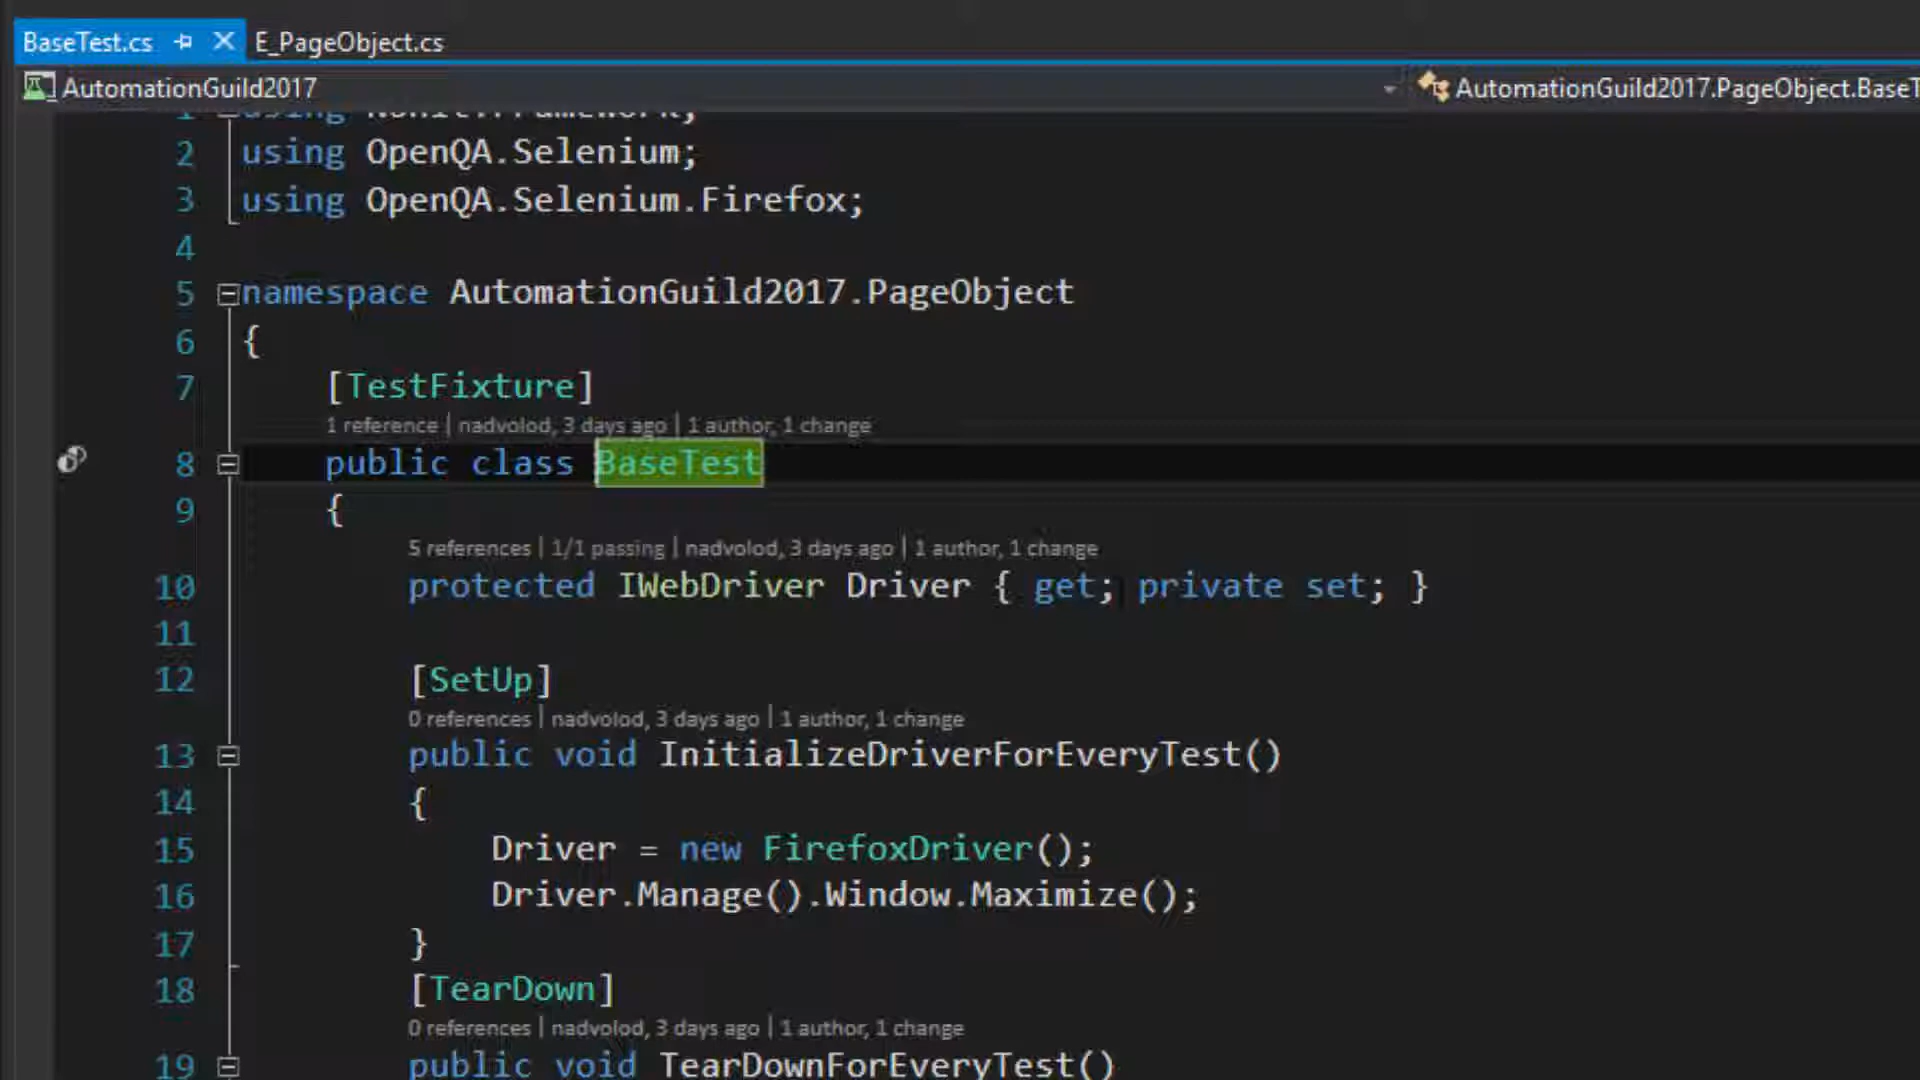 BaseTest.cs E_PageObject.cs
AutomationGuild2017 AutomationGuild2017.PageObject.BaseT
1 using NUnit.Framework;
2 using OpenQA.Selenium;
3 using OpenQA.Selenium.Firefox;
4
5 namespace AutomationGuild2017.PageObject
6 {
7 [TestFixture]
1 reference | nadvolod, 3 days ago | 1 author, 1 change
8 public class BaseTest
9 {
5 references | 1/1 passing | nadvolod, 3 days ago | 1 author, 1 change
10 protected IWebDriver Driver { get; private set; }
11
12 [SetUp]
0 references | nadvolod, 3 days ago | 1 author, 1 change
13 public void InitializeDriverForEveryTest()
14 {
15 Driver = new FirefoxDriver();
16 Driver.Manage().Window.Maximize();
17 }
18 [TearDown]
0 references | nadvolod, 3 days ago | 1 author, 1 change
19 public void TearDownForEveryTest()